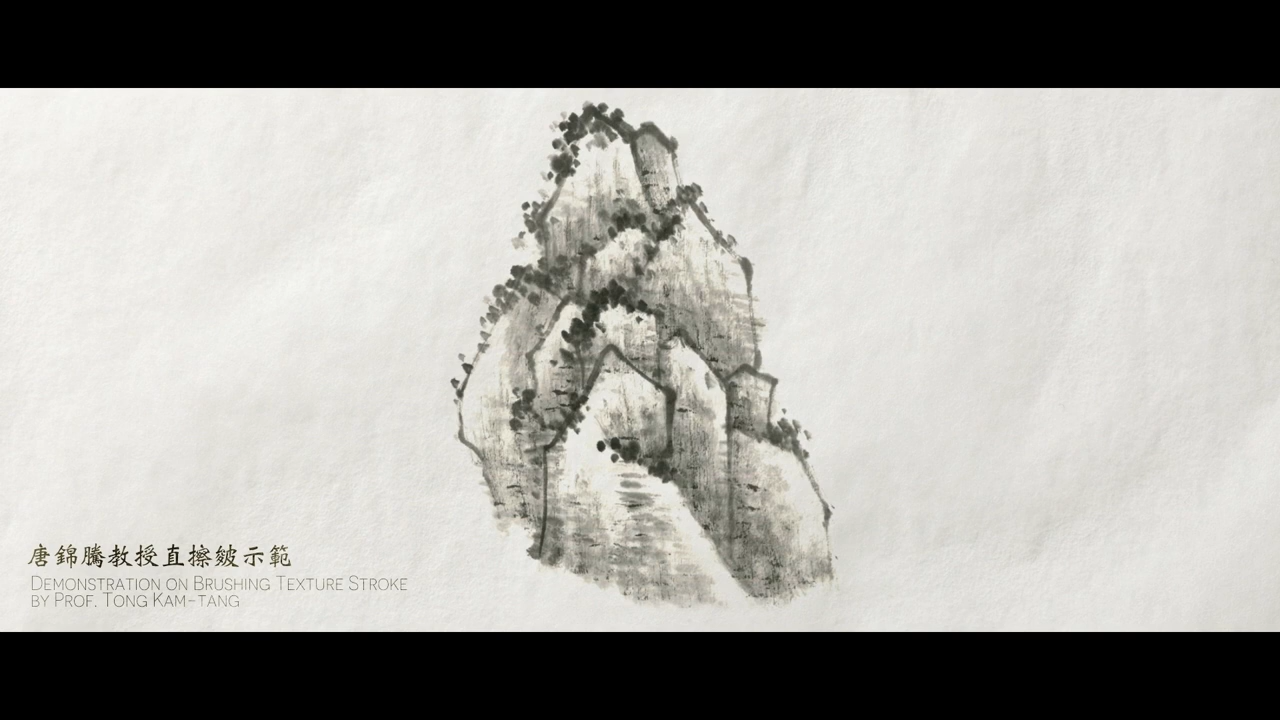 唐錦騰教授直擦皴示範
Demonstration on Brushing Texture Stroke
by Prof. Tong Kam-tang